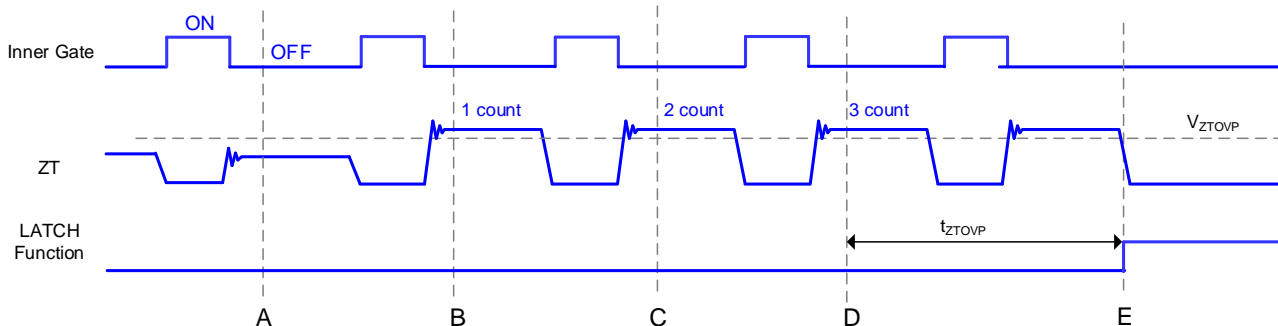 ON
Inner Gate
OFF
1 count
2 count
3 count
VZTOVP
ZT
LATCH
Function
tZTOVP
A
B
C
D
E